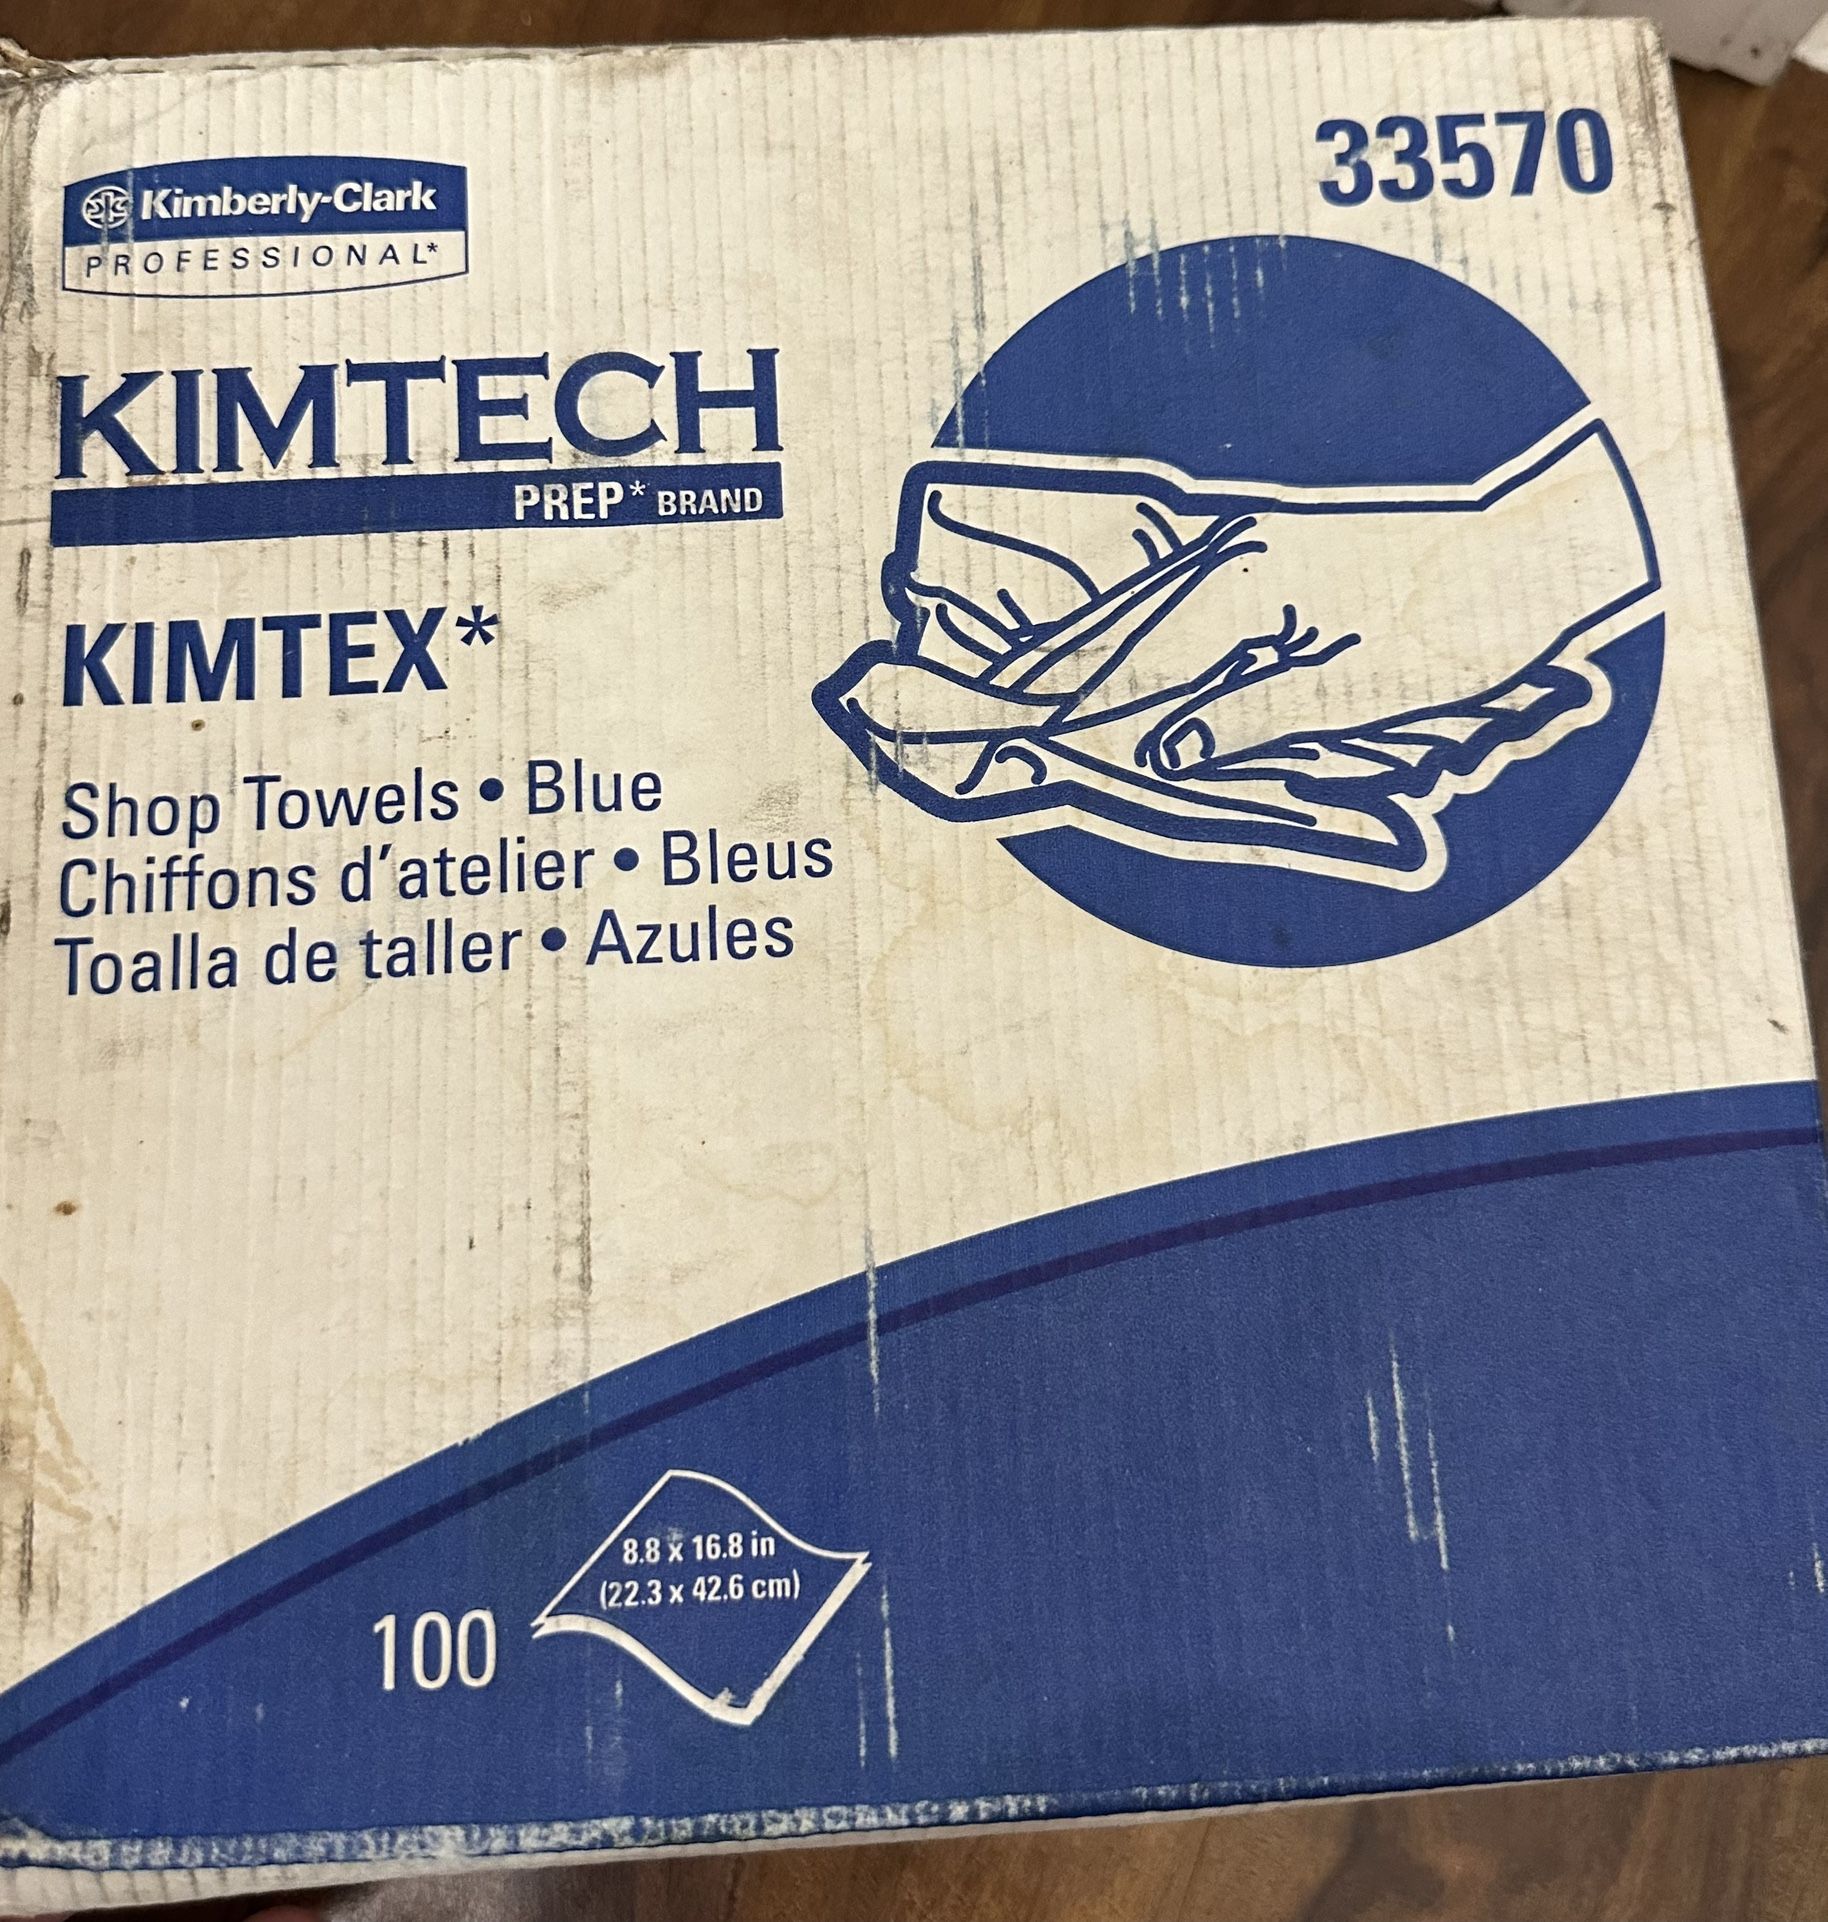 Kimberly-Clark
PROFESSIONAL*
33570
KIMTECH
PREP* BRAND
KIMTEX*
Shop Towels • Blue
Chiffons d'atelier • Bleus
Toalla de taller • Azules
100
8.8 x 16.8 in
(22.3 x 42.6 cm)